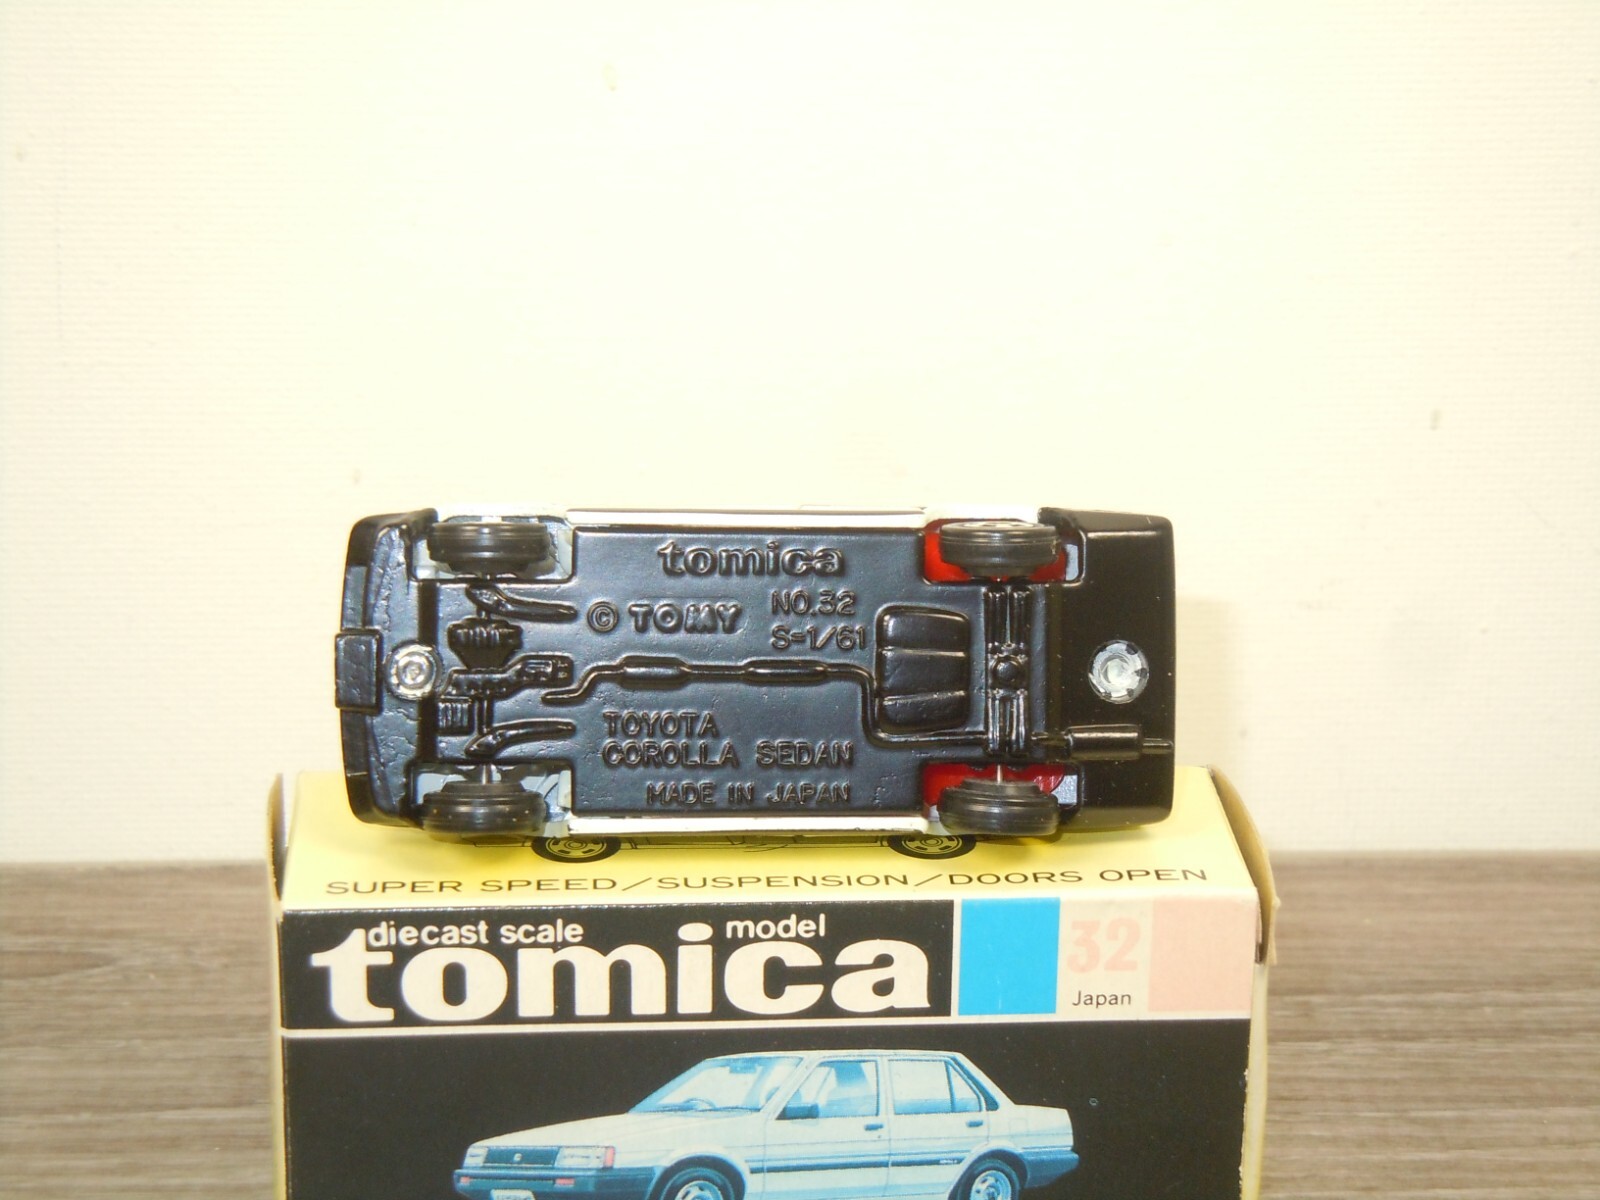 tomica
© TOMY
NO.32
S=1/61
TOYOTA
COROLLA SEDAN
MADE IN JAPAN
SUPER SPEED/SUSPENSION/DOORS OPEN
diecast scale model
tomica
32
Japan